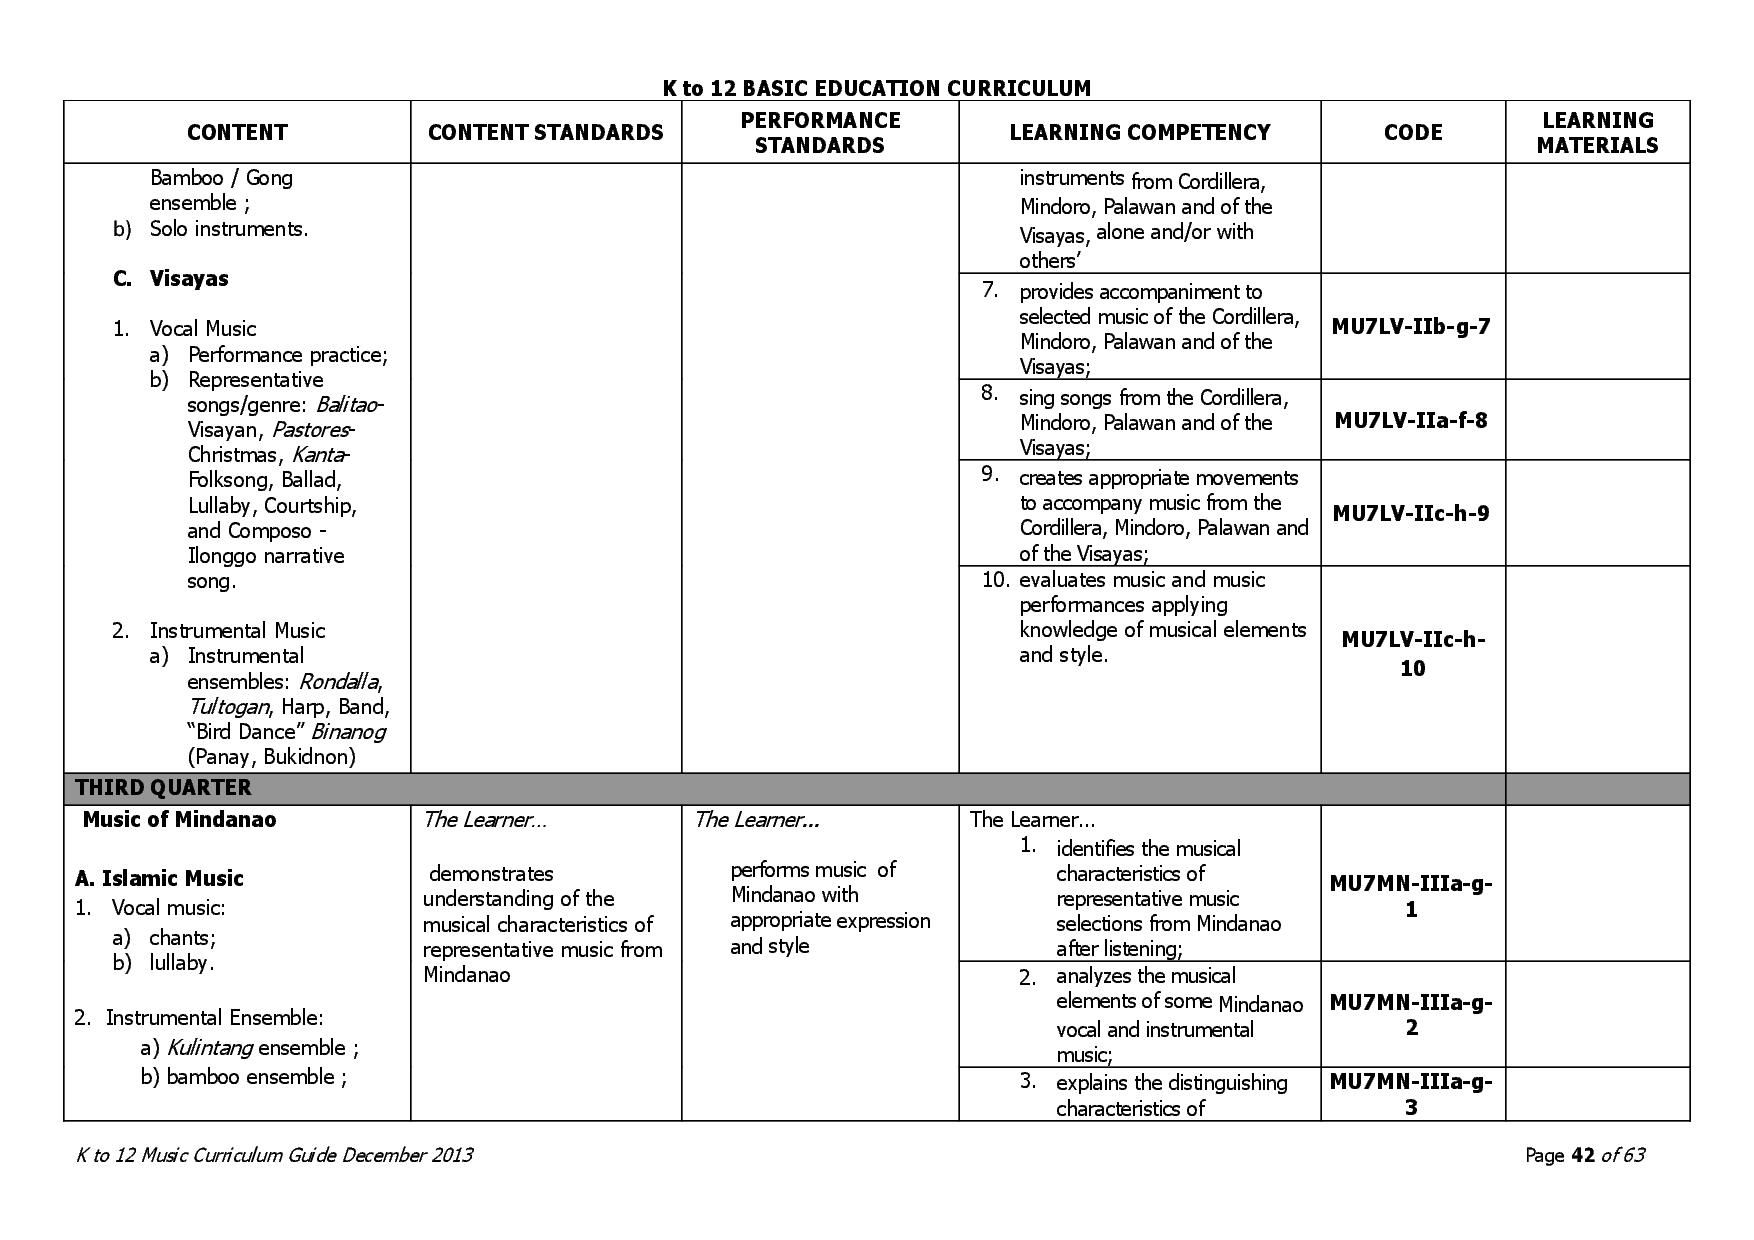 K to 12 BASIC EDUCATION CURRICULUM
CONTENT
CONTENT STANDARDS
PERFORMANCE
STANDARDS
LEARNING COMPETENCY
CODE
LEARNING
MATERIALS
Bamboo / Gong
ensemble ;
b) Solo instruments.
C. Visayas
1. Vocal Music
a) Performance practice;
b) Representative
songs/genre: Balitao-
Visayan, Pastores-
Christmas, Kanta-
Folksong, Ballad,
Lullaby, Courtship,
and Composo -
Ilonggo narrative
song.
2. Instrumental Music
a) Instrumental
ensembles: Rondalla,
Tultogan, Harp, Band,
“Bird Dance” Binanog
(Panay, Bukidnon)
instruments from Cordillera,
Mindoro, Palawan and of the
Visayas, alone and/or with
others’
7. provides accompaniment to
selected music of the Cordillera,
Mindoro, Palawan and of the
Visayas;
MU7LV-IIb-g-7
8. sing songs from the Cordillera,
Mindoro, Palawan and of the
Visayas;
MU7LV-IIa-f-8
9. creates appropriate movements
to accompany music from the
Cordillera, Mindoro, Palawan and
of the Visayas;
MU7LV-IIc-h-9
10. evaluates music and music
performances applying
knowledge of musical elements
and style.
MU7LV-IIc-h-
10
THIRD QUARTER
Music of Mindanao
A. Islamic Music
1. Vocal music:
a) chants;
b) lullaby.
2. Instrumental Ensemble:
a) Kulintang ensemble ;
b) bamboo ensemble ;
The Learner…
demonstrates
understanding of the
musical characteristics of
representative music from
Mindanao
The Learner...
performs music of
Mindanao with
appropriate expression
and style
The Learner…
1. identifies the musical
characteristics of
representative music
selections from Mindanao
after listening;
MU7MN-IIIa-g-
1
2. analyzes the musical
elements of some Mindanao
vocal and instrumental
music;
MU7MN-IIIa-g-
2
3. explains the distinguishing
characteristics of
MU7MN-IIIa-g-
3
K to 12 Music Curriculum Guide December 2013
Page 42 of 63